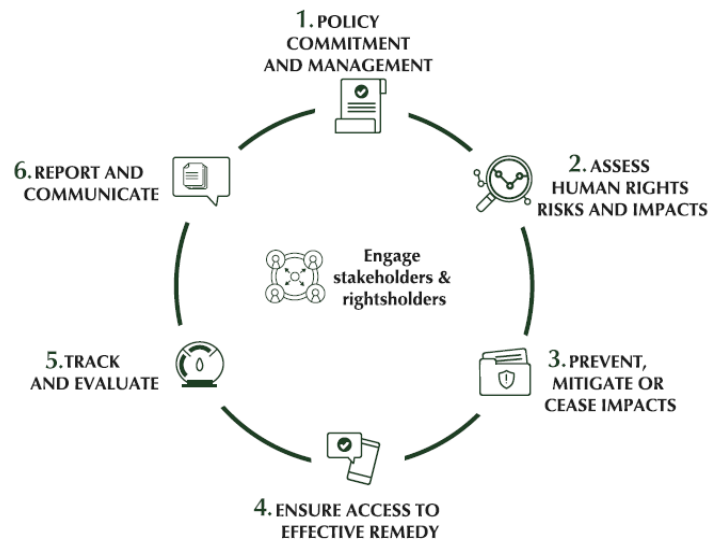 1. POLICY
COMMITMENT
AND MANAGEMENT
2. ASSESS
HUMAN RIGHTS
RISKS AND IMPACTS
3. PREVENT,
MITIGATE OR
CEASE IMPACTS
4. ENSURE ACCESS TO
EFFECTIVE REMEDY
5. TRACK
AND EVALUATE
6. REPORT AND
COMMUNICATE
Engage
stakeholders &
rightsholders